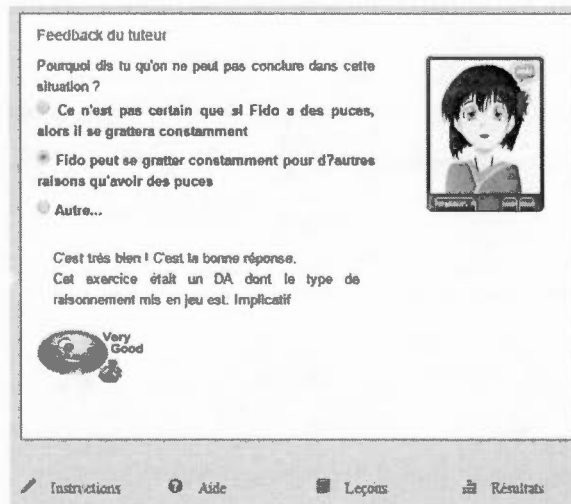 Feedback du tuteur
Pourquoi dis tu qu'on ne peut pas conclure dans cette
situation ?
Ce n'est pas certain que si Fido a des puces,
alors il se grattera constamment
Fido peut se gratter constamment pour d?autres
raisons qu'avoir des puces
Autre...
C'est très bien ! C'est la bonne réponse.
Cet exercice était un DA dont le type de
raisonnement mis en jeu est. Implicatif
Very
Good
Instructions
Aide
Leçons
Résultats